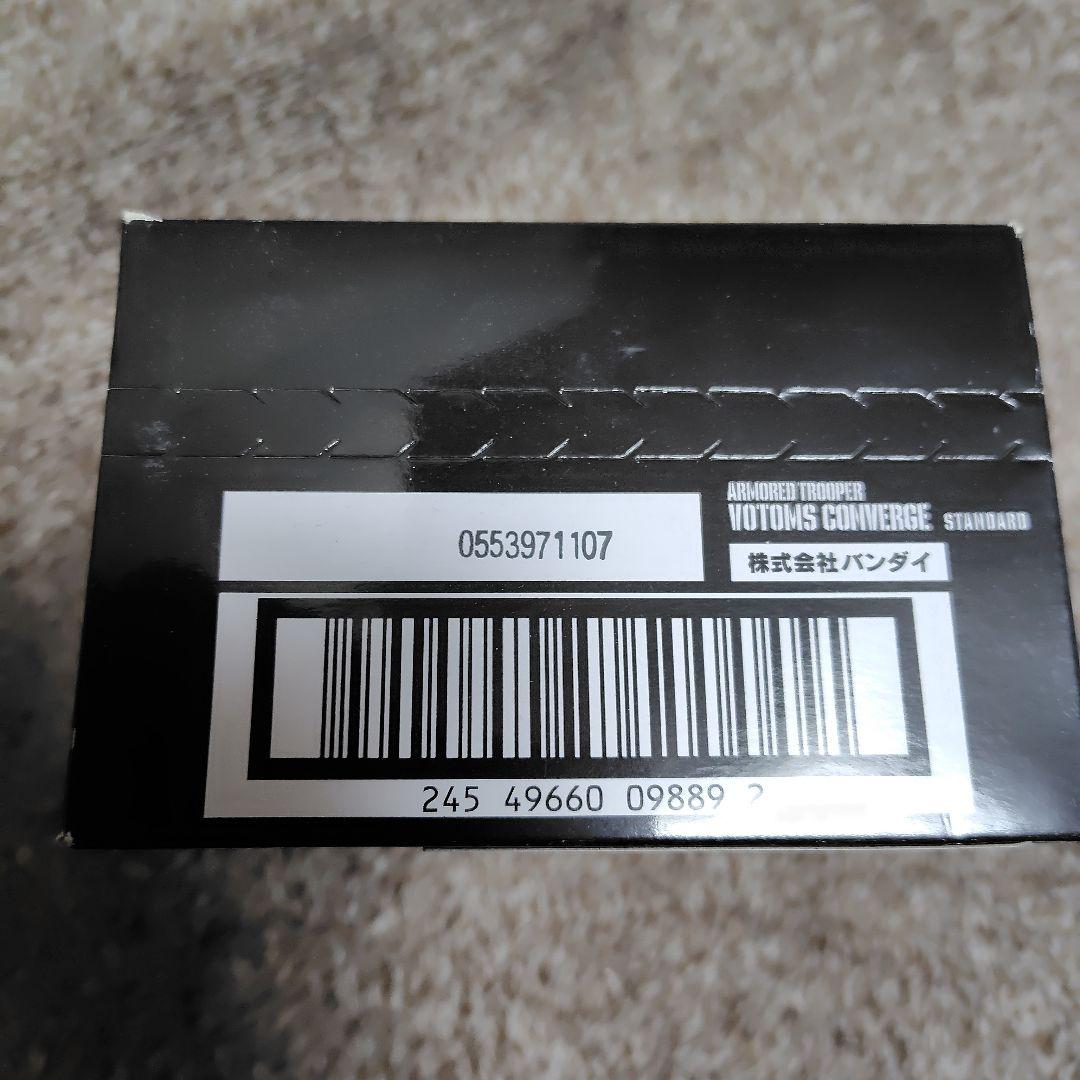 ARMORED TROOPER
VOTOMS CONVERGE STANDARD
0553971107
株式会社バンダイ
245 49660 09889 2